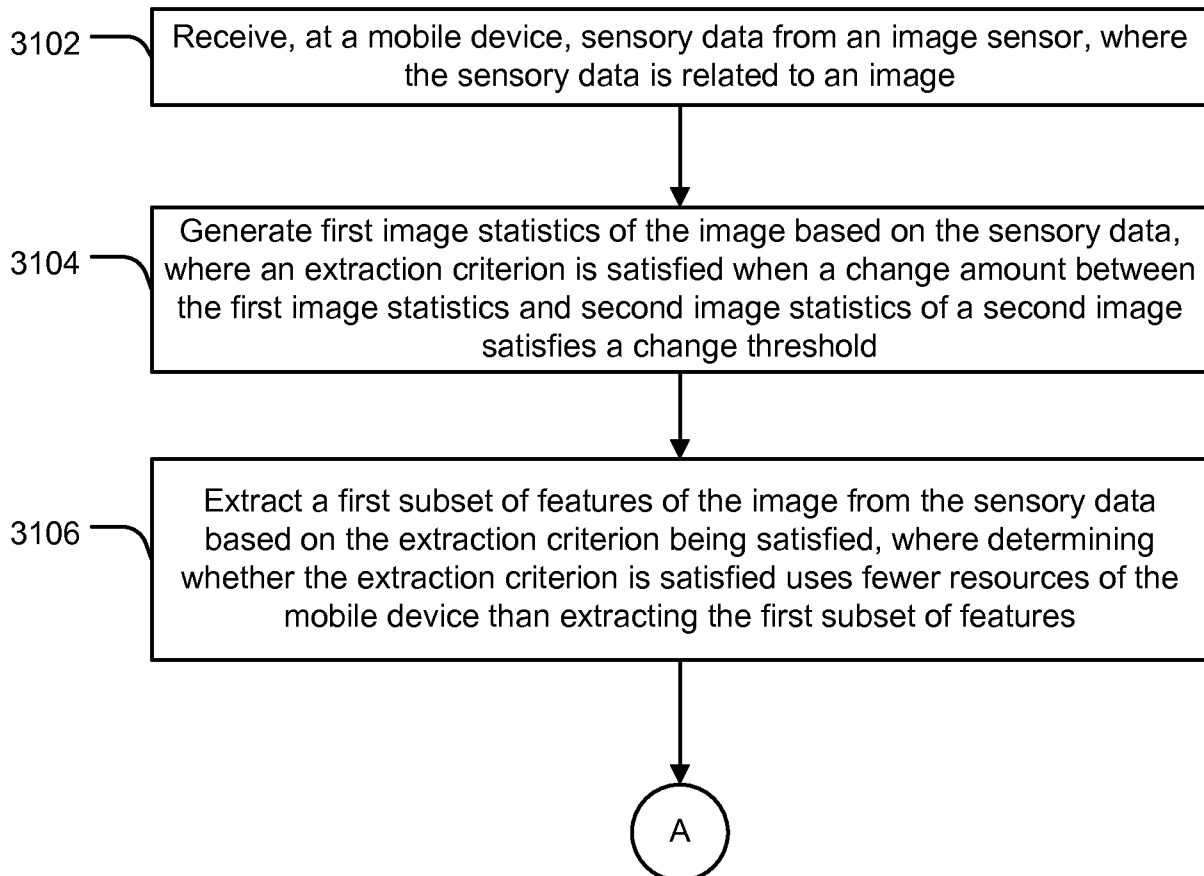 3102
Receive, at a mobile device, sensory data from an image sensor, where
the sensory data is related to an image
3104
Generate first image statistics of the image based on the sensory data,
where an extraction criterion is satisfied when a change amount between
the first image statistics and second image statistics of a second image
satisfies a change threshold
3106
Extract a first subset of features of the image from the sensory data
based on the extraction criterion being satisfied, where determining
whether the extraction criterion is satisfied uses fewer resources of the
mobile device than extracting the first subset of features
A